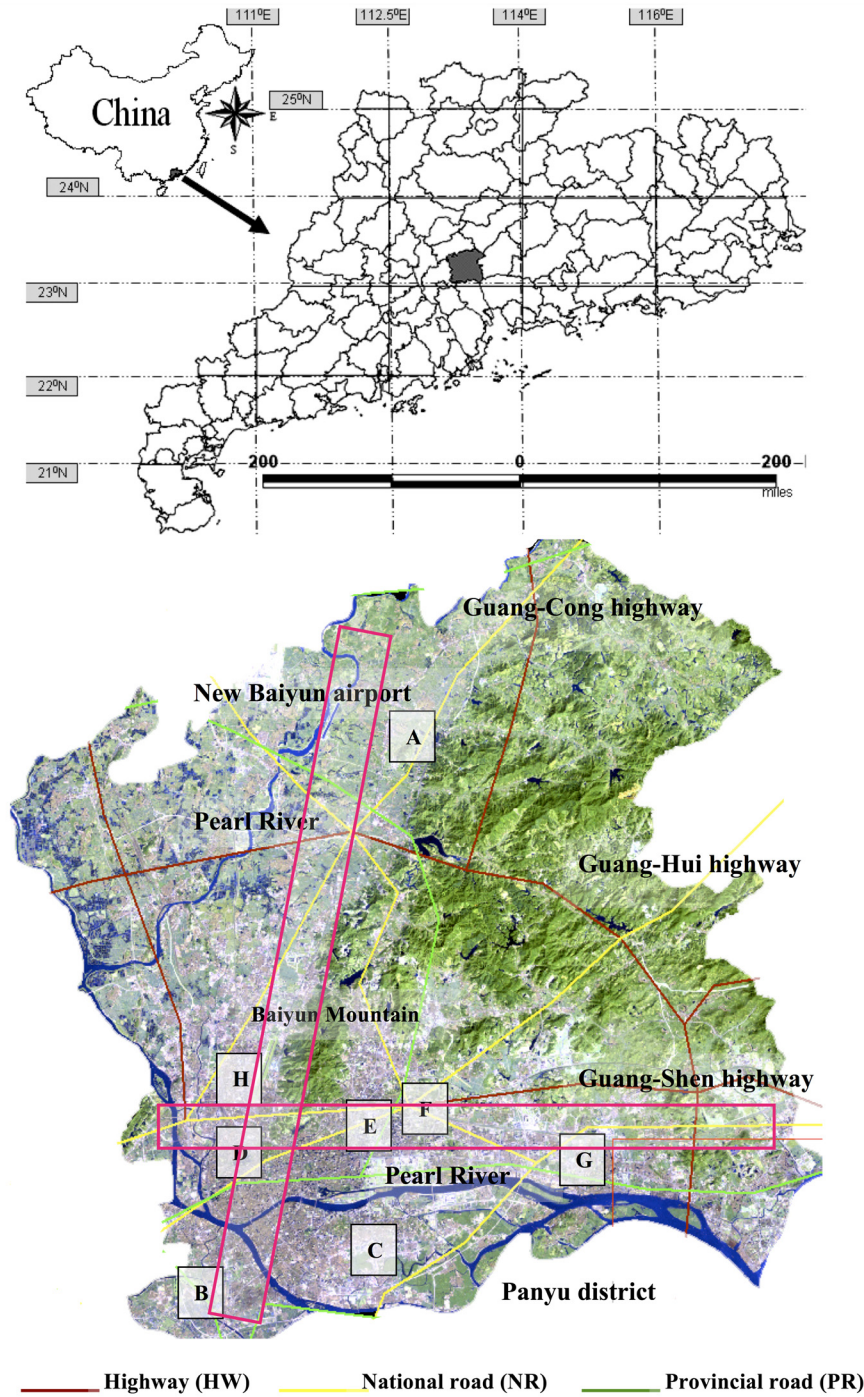 111⁰E
112.5⁰E
114⁰E
116⁰E
25⁰N
China
E
S
24⁰N
23⁰N
22⁰N
21⁰N
200
0
200
miles
Guang-Cong highway
New Baiyun airport
A
Pearl River
Guang-Hui highway
Baiyun Mountain
H
Guang-Shen highway
F
E
D
G
Pearl River
C
B
Panyu district
Highway (HW)
National road (NR)
Provincial road (PR)